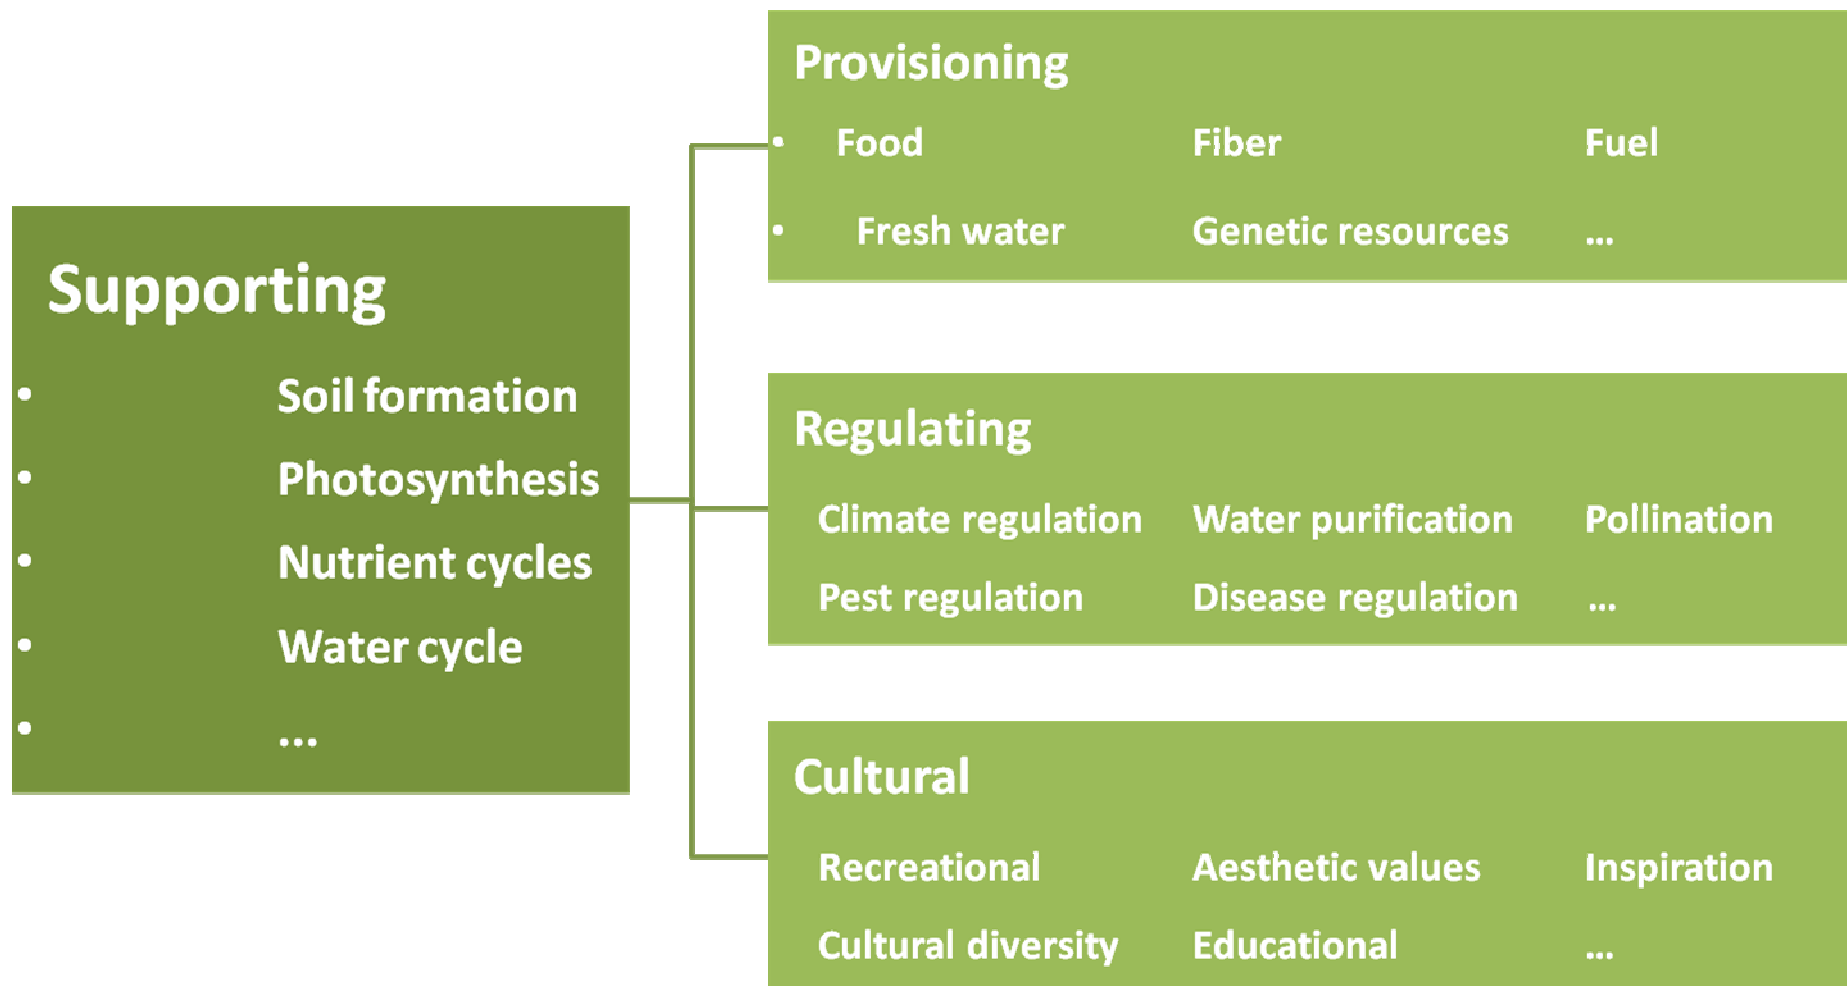 Supporting
• Soil formation
• Photosynthesis
• Nutrient cycles
• Water cycle
• ...
Provisioning
• Food Fiber Fuel
• Fresh water Genetic resources ...
Regulating
Climate regulation Water purification Pollination
Pest regulation Disease regulation ...
Cultural
Recreational Aesthetic values Inspiration
Cultural diversity Educational ...